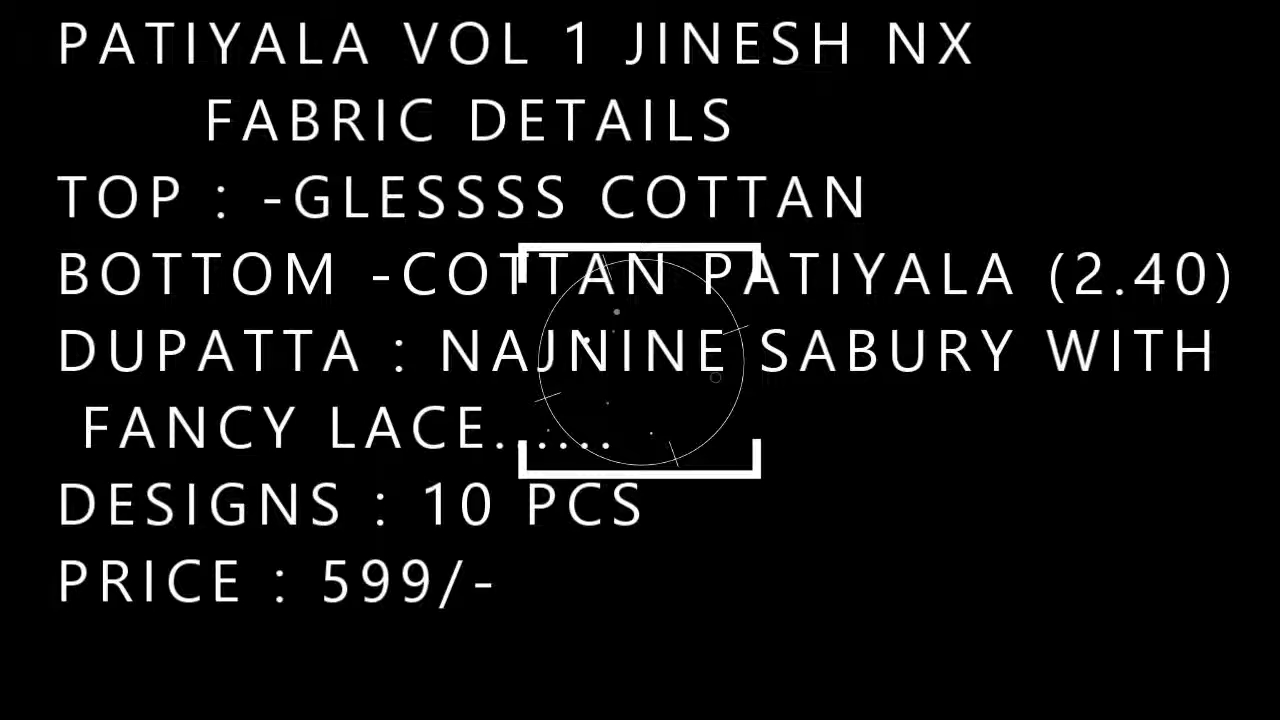 PATIYALA VOL 1 JINESH NX
FABRIC DETAILS
TOP : -GLESSSS COTTAN
BOTTOM -COTTAN PATIYALA (2.40)
DUPATTA : NAJNINE SABURY WITH
FANCY LACE......
DESIGNS : 10 PCS
PRICE : 599/-